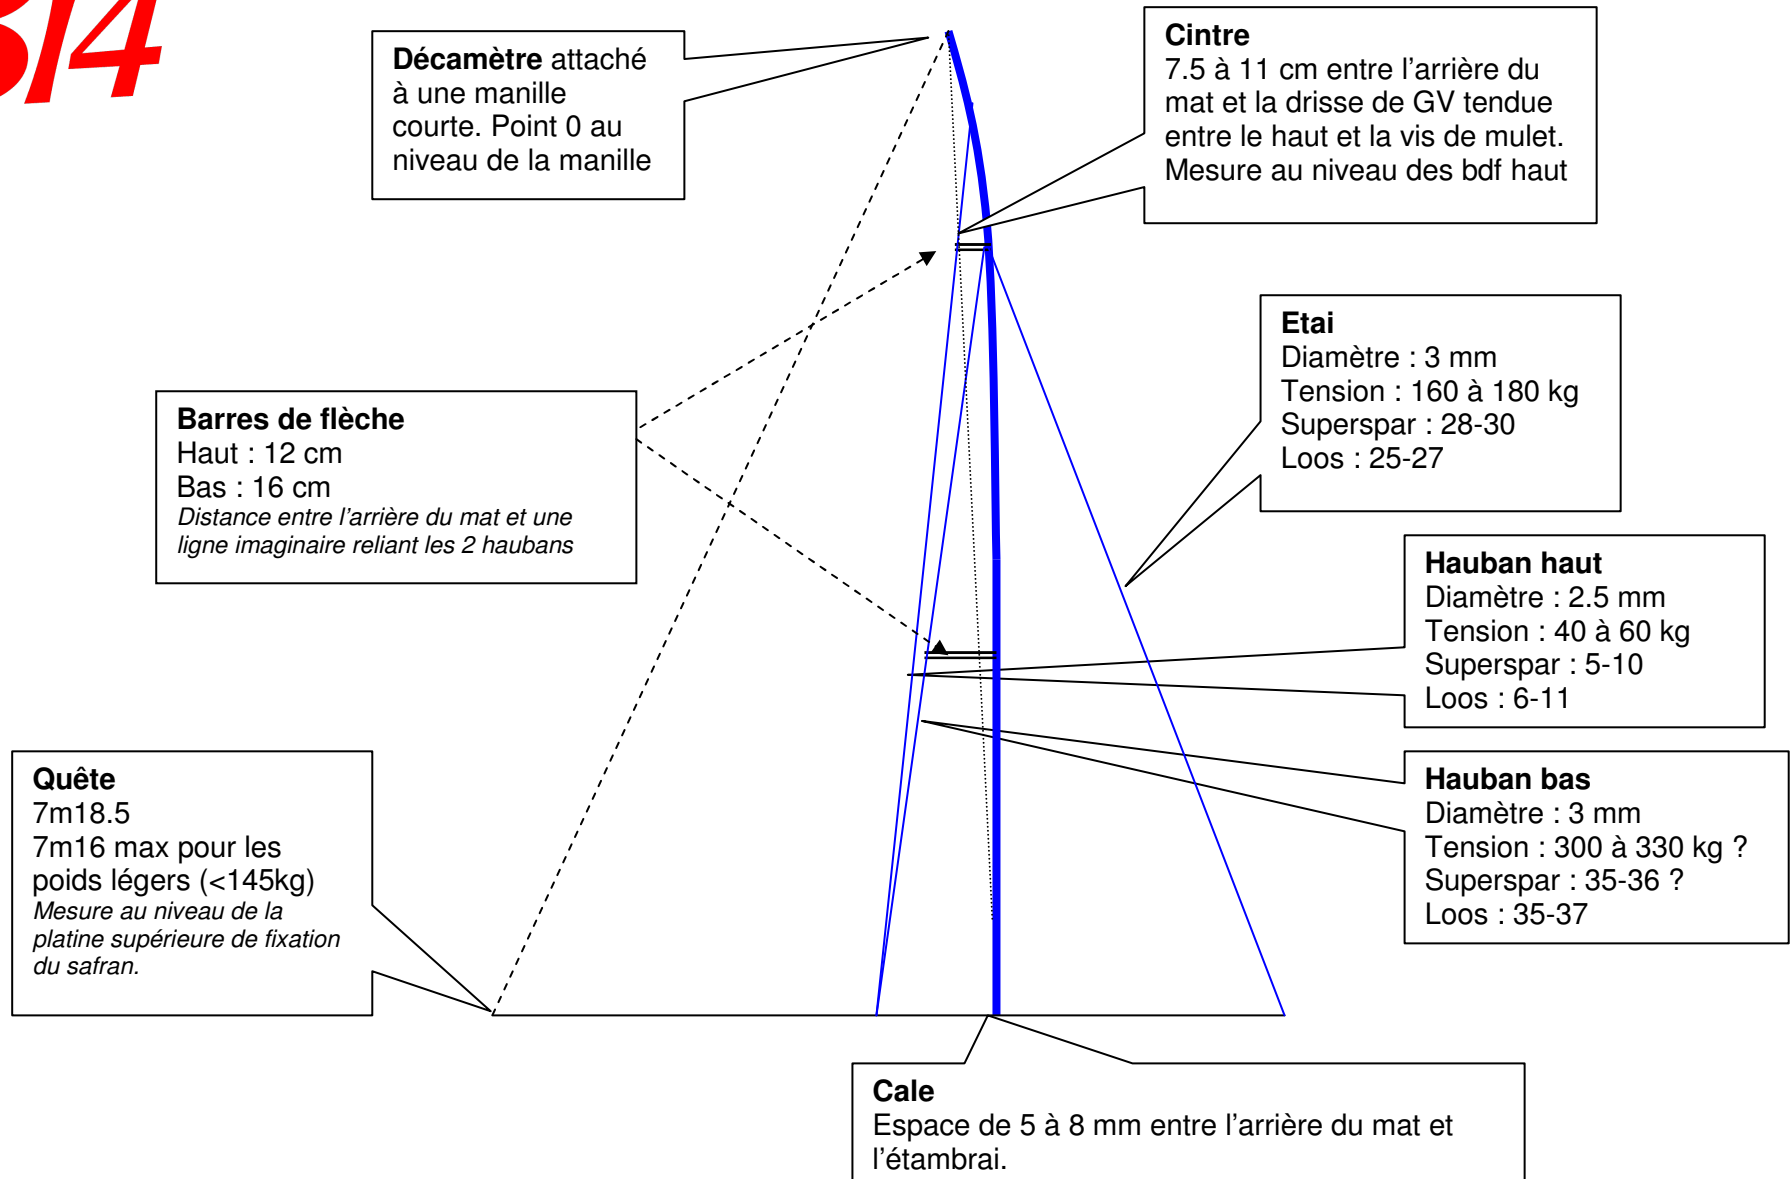 Décamètre attaché
à une manille
courte. Point 0 au
niveau de la manille
Cintre
7.5 à 11 cm entre l'arrière du
mat et la drisse de GV tendue
entre le haut et la vis de mulet.
Mesure au niveau des bdf haut
Etai
Diamètre : 3 mm
Tension : 160 à 180 kg
Superspar : 28-30
Loos : 25-27
Barres de flèche
Haut : 12 cm
Bas : 16 cm
Distance entre l'arrière du mat et une
ligne imaginaire reliant les 2 haubans
Hauban haut
Diamètre : 2.5 mm
Tension : 40 à 60 kg
Superspar : 5-10
Loos : 6-11
Quête
7m18.5
7m16 max pour les
poids légers (<145kg)
Mesure au niveau de la
platine supérieure de fixation
du safran.
Hauban bas
Diamètre : 3 mm
Tension : 300 à 330 kg ?
Superspar : 35-36 ?
Loos : 35-37
Cale
Espace de 5 à 8 mm entre l'arrière du mat et
l'étambrai.